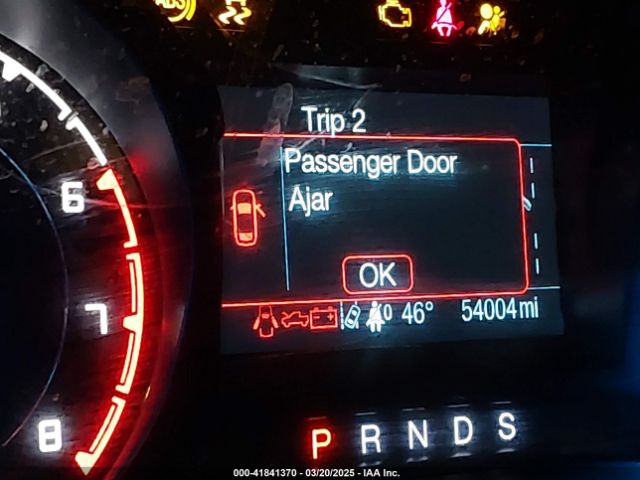 ABS
Trip 2
Passenger Door
Ajar
OK
46° 54004 mi
6
7
8
P R N D S
000-41841370 - 03/20/2025 - IAA Inc.